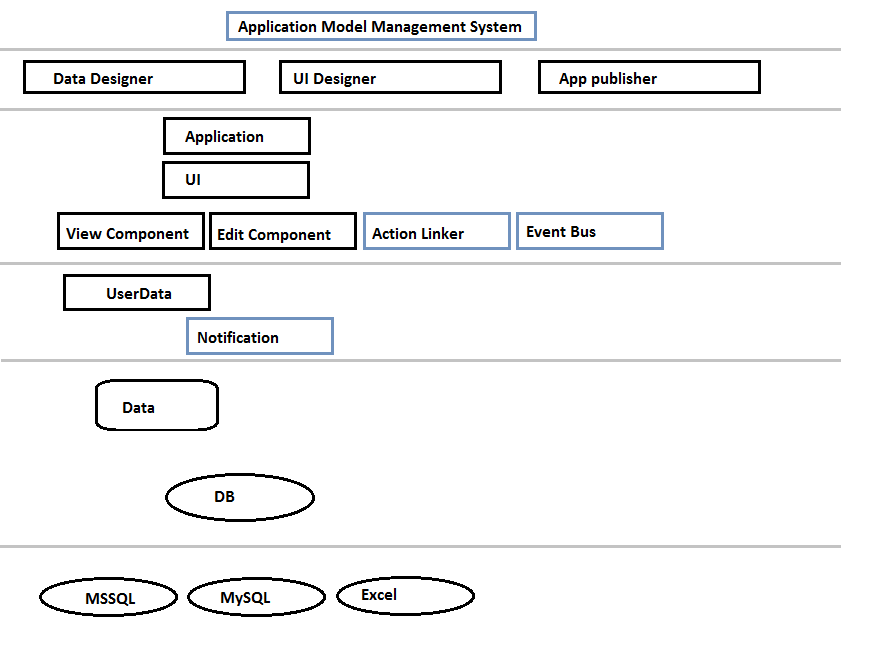 Application Model Management System
Data Designer
UI Designer
App publisher
Application
UI
View Component
Edit Component
Action Linker
Event Bus
UserData
Notification
Data
DB
MSSQL
MySQL
Excel